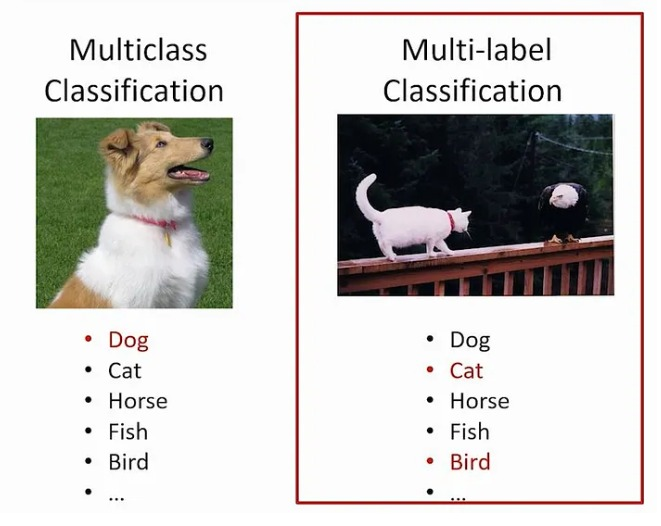 Multiclass
Classification
• Dog
• Cat
• Horse
• Fish
• Bird
• ...
Multi-label
Classification
• Dog
• Cat
• Horse
• Fish
• Bird
• ...